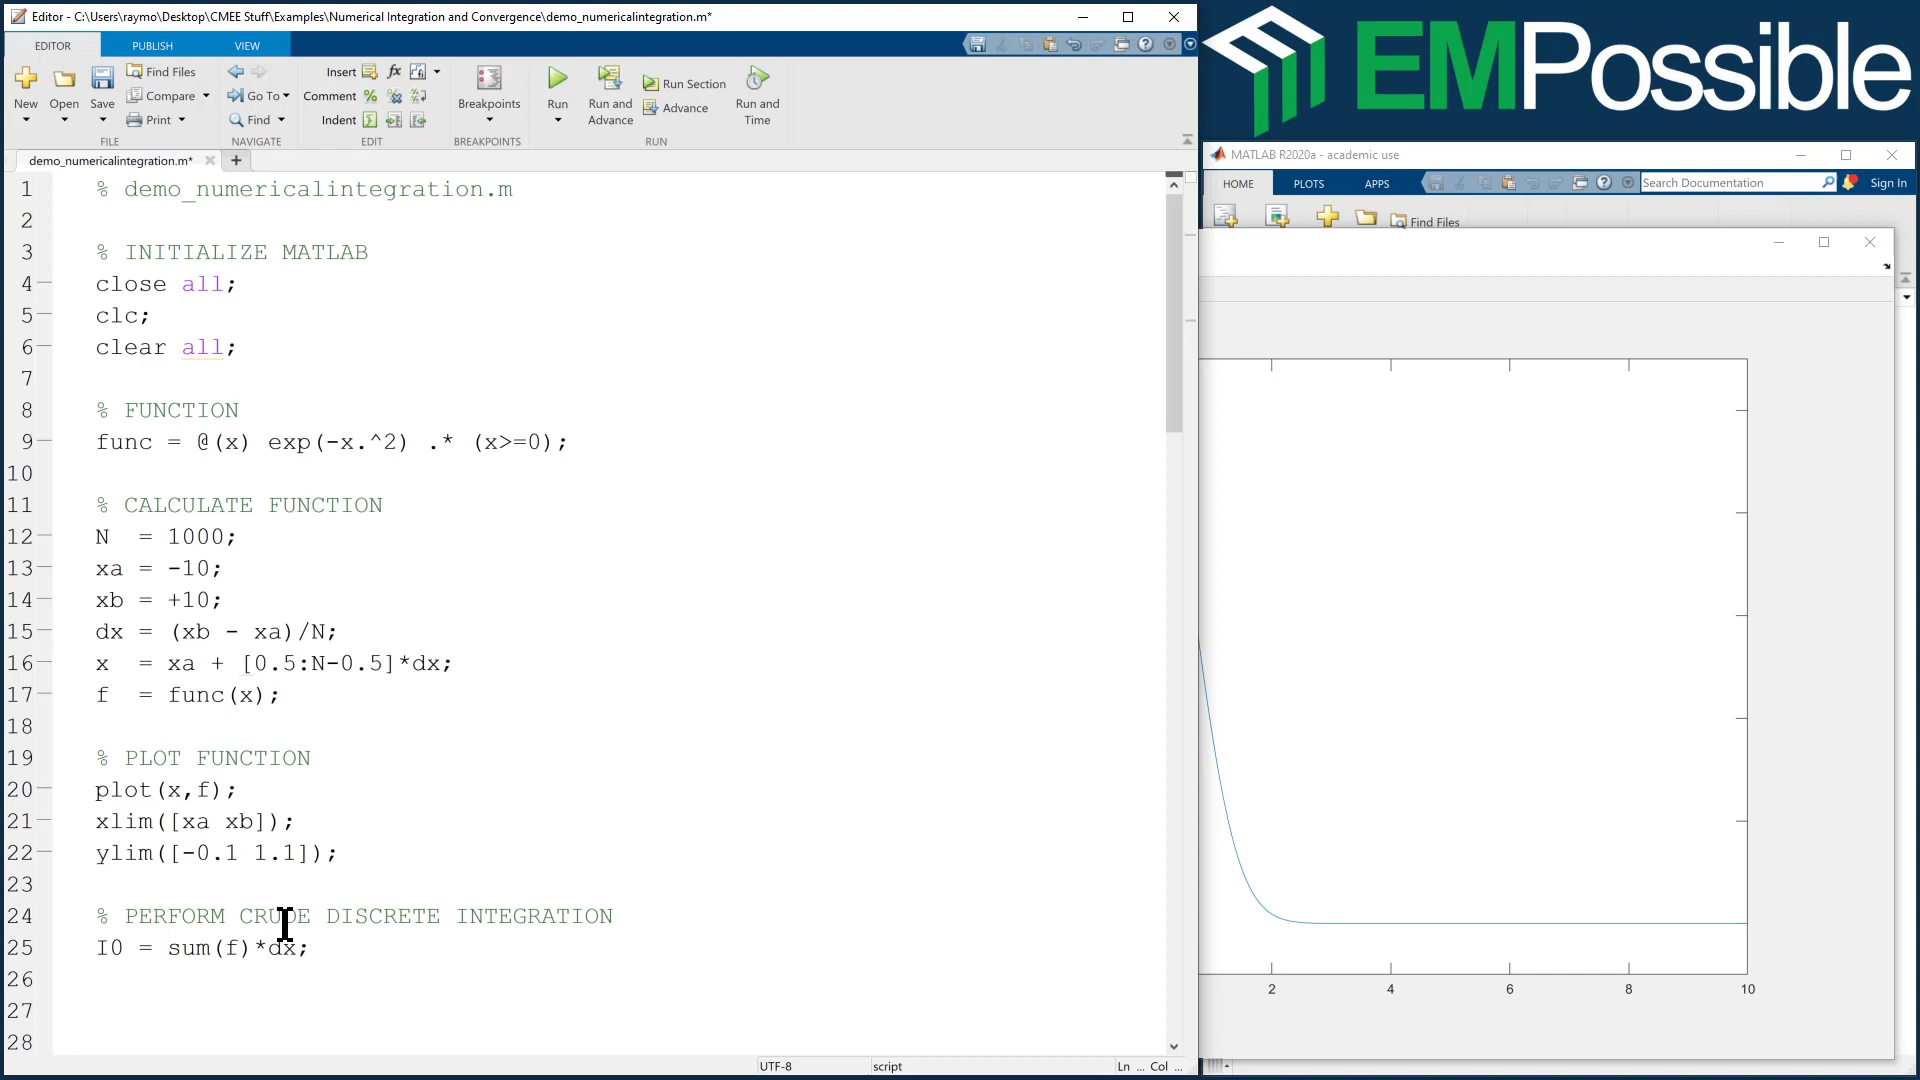 Editor - C:\Users\raymo\Desktop\CMEE Stuff\Examples\Numerical Integration and Convergence\demo_numericalintegration.m*
EDITOR PUBLISH VIEW
New Open Save
Find Files
Compare
Print
FILE
Go To
Find
NAVIGATE
Insert fx
Comment
Indent
EDIT
Breakpoints
BREAKPOINTS
Run
Run and
Advance
Run Section
Advance
Run and
Time
RUN
demo_numericalintegration.m*
1 % demo_numericalintegration.m
2
3 % INITIALIZE MATLAB
4 close all;
5 clc;
6 clear all;
7
8 % FUNCTION
9 func = @(x) exp(-x.^2) .* (x>=0);
10
11 % CALCULATE FUNCTION
12 N  = 1000;
13 xa = -10;
14 xb = +10;
15 dx = (xb - xa)/N;
16 x  = xa + [0.5:N-0.5]*dx;
17 f  = func(x);
18
19 % PLOT FUNCTION
20 plot(x,f);
21 xlim([xa xb]);
22 ylim([-0.1 1.1]);
23
24 % PERFORM CRUDE DISCRETE INTEGRATION
25 I0 = sum(f)*dx;
26
27
28
UTF-8 script Ln ... Col ...
EMPossible
MATLAB R2020a - academic use
HOME PLOTS APPS
Search Documentation
Sign In
Find Files
2 4 6 8 10